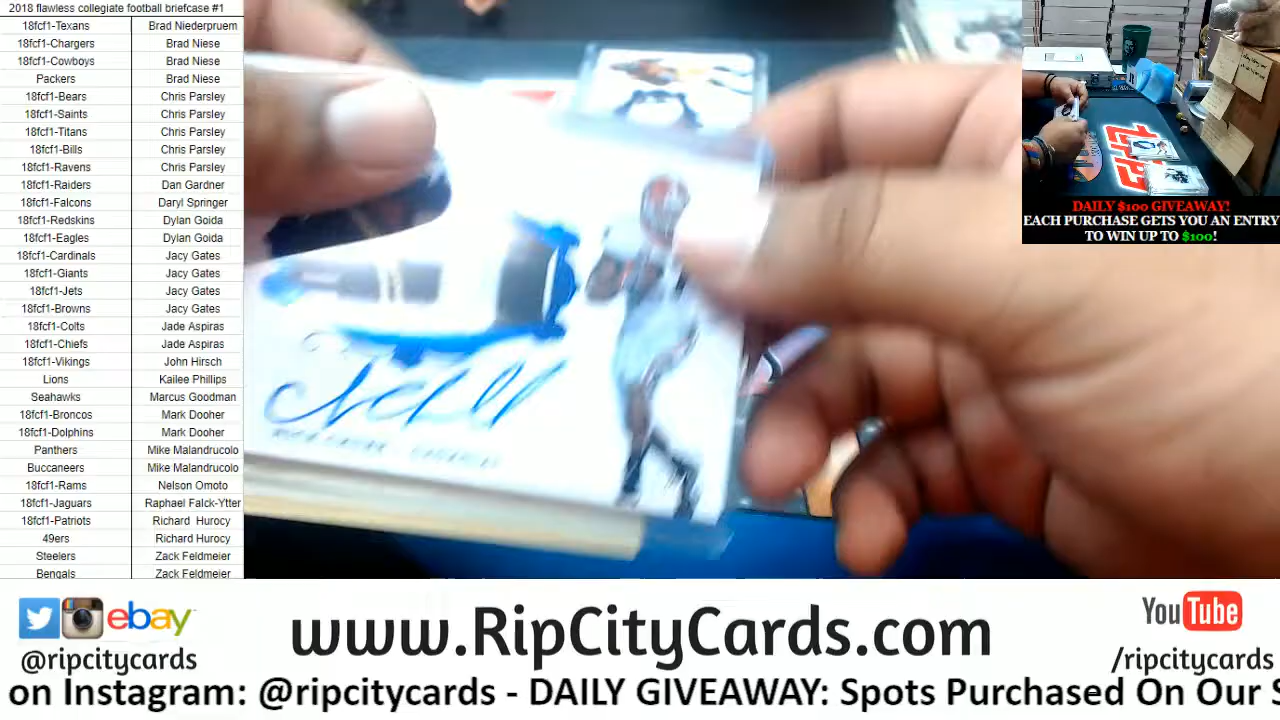 2018 flawless collegiate football briefcase #1
18fcf1-Texans Brad Niederpruem
18fcf1-Chargers Brad Niese
18fcf1-Cowboys Brad Niese
Packers Brad Niese
18fcf1-Bears Chris Parsley
18fcf1-Saints Chris Parsley
18fcf1-Titans Chris Parsley
18fcf1-Bills Chris Parsley
18fcf1-Ravens Chris Parsley
18fcf1-Raiders Dan Gardner
18fcf1-Falcons Daryl Springer
18fcf1-Redskins Dylan Goida
18fcf1-Eagles Dylan Goida
18fcf1-Cardinals Jacy Gates
18fcf1-Giants Jacy Gates
18fcf1-Jets Jacy Gates
18fcf1-Browns Jacy Gates
18fcf1-Colts Jade Aspiras
18fcf1-Chiefs Jade Aspiras
18fcf1-Vikings John Hirsch
Lions Kailee Phillips
Seahawks Marcus Goodman
18fcf1-Broncos Mark Dooher
18fcf1-Dolphins Mark Dooher
Panthers Mike Malandrucolo
Buccaneers Mike Malandrucolo
18fcf1-Rams Nelson Omoto
18fcf1-Jaguars Raphael Falck-Ytter
18fcf1-Patriots Richard Hurocy
49ers Richard Hurocy
Steelers Zack Feldmeier
Bengals Zack Feldmeier
TOPPS
DAILY $100 GIVEAWAY!
EACH PURCHASE GETS YOU AN ENTRY
TO WIN UP TO $100!
ebay
@ripcitycards
www.RipCityCards.com
YouTube
/ripcitycards
on Instagram: @ripcitycards - DAILY GIVEAWAY: Spots Purchased On Our S